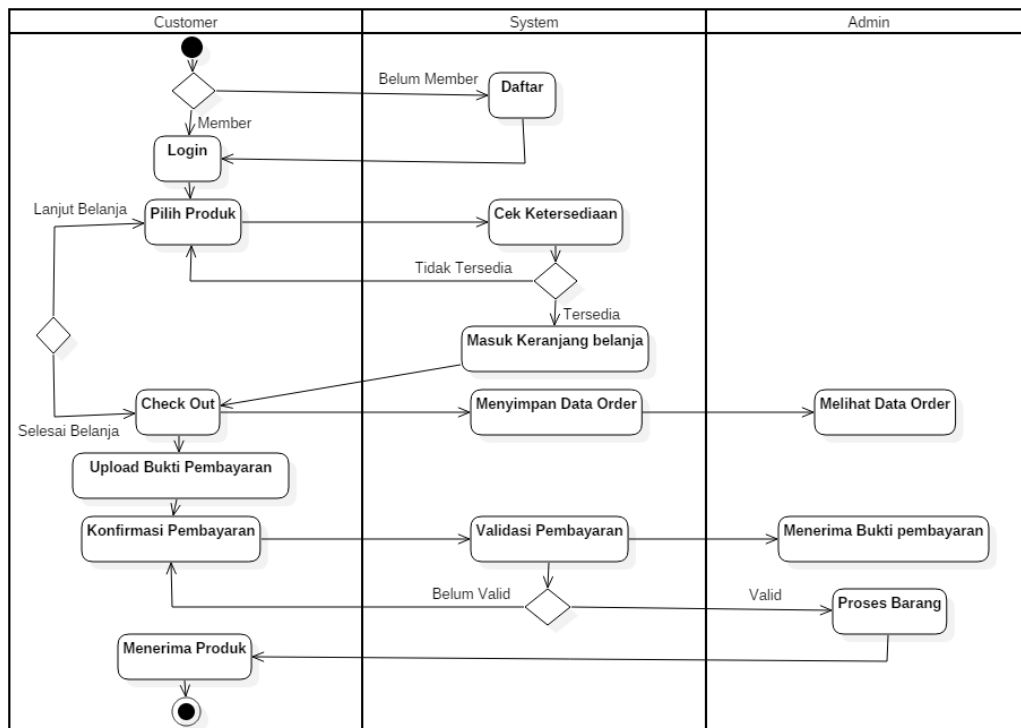 Customer
System
Admin
Belum Member
Daftar
Member
Login
Lanjut Belanja
Pilih Produk
Cek Ketersediaan
Tidak Tersedia
Tersedia
Masuk Keranjang belanja
Check Out
Menyimpan Data Order
Melihat Data Order
Selesai Belanja
Upload Bukti Pembayaran
Konfirmasi Pembayaran
Validasi Pembayaran
Menerima Bukti pembayaran
Belum Valid
Valid
Proses Barang
Menerima Produk